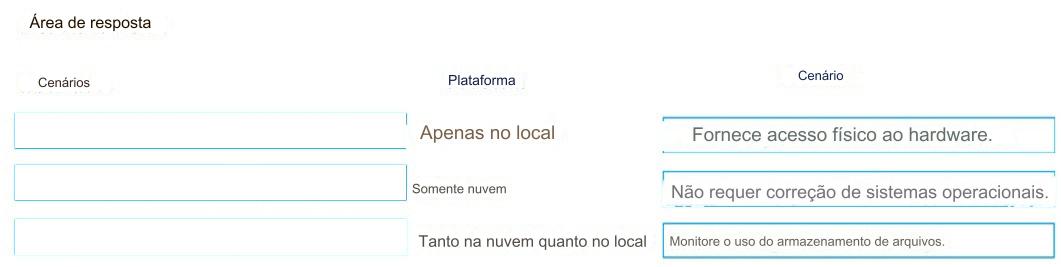 Área de resposta
Cenários Plataforma Cenário
Apenas no local Fornece acesso físico ao hardware.
Somente nuvem Não requer correção de sistemas operacionais.
Tanto na nuvem quanto no local Monitore o uso do armazenamento de arquivos.